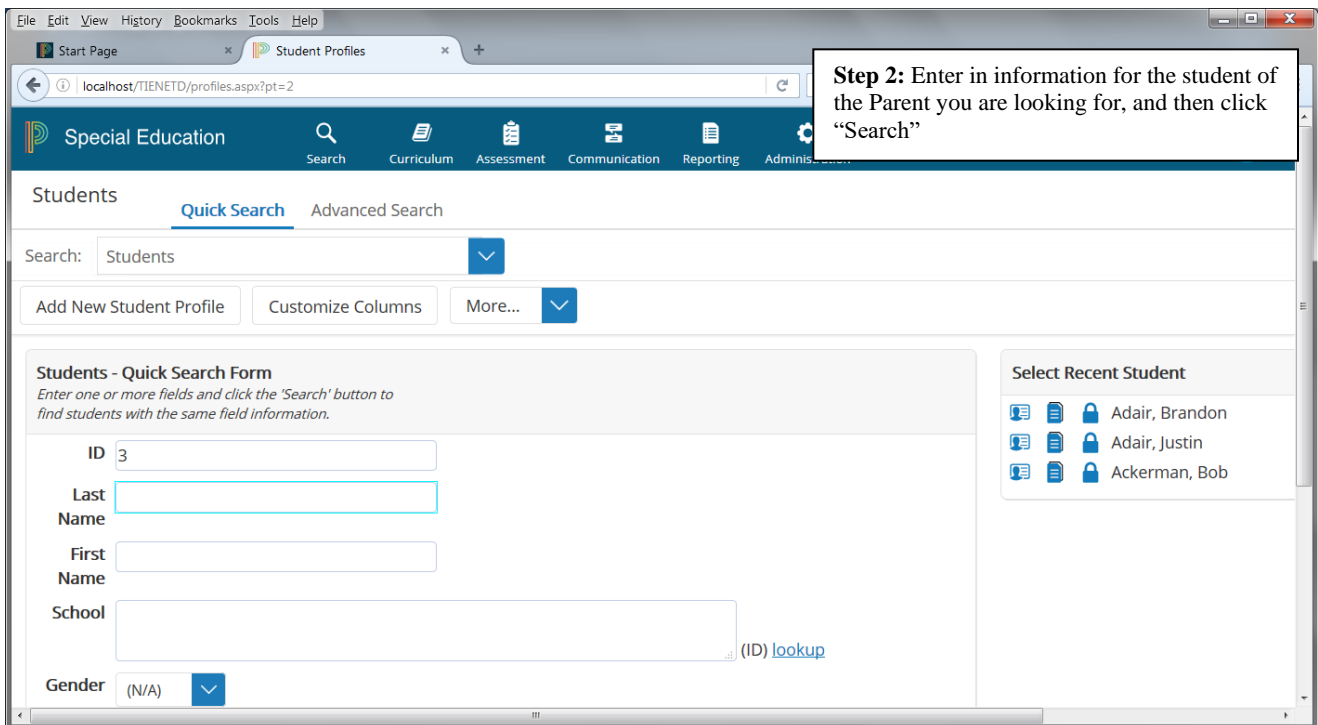 File Edit View History Bookmarks Tools Help
Start Page × Student Profiles × +
localhost/TIENETD/profiles.aspx?pt=2
Step 2: Enter in information for the student of
the Parent you are looking for, and then click
“Search”
Special Education Search Curriculum Assessment Communication Reporting
Students Quick Search Advanced Search
Search: Students
Add New Student Profile Customize Columns More...
Students - Quick Search Form
Enter one or more fields and click the 'Search' button to
find students with the same field information.
ID 3
Last
Name
First
Name
School
(ID) lookup
Gender (N/A)
Select Recent Student
Adair, Brandon
Adair, Justin
Ackerman, Bob